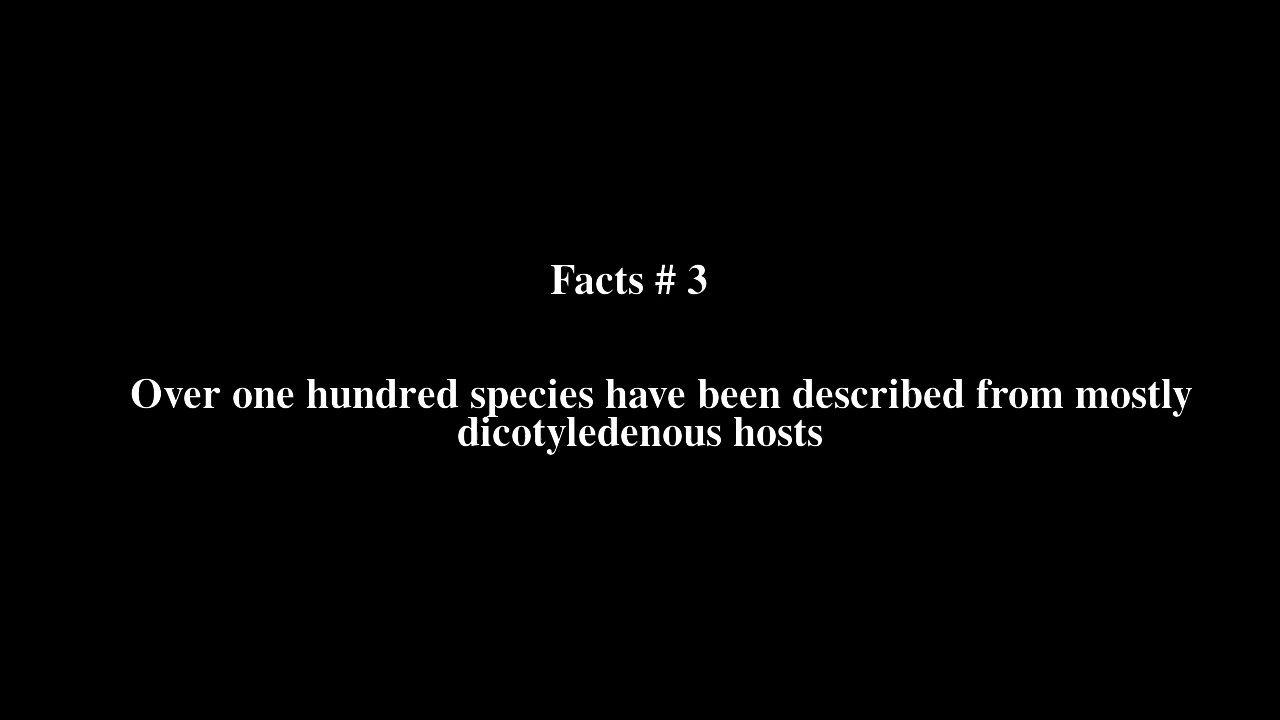 Facts # 3
Over one hundred species have been described from mostly
dicotyledenous hosts